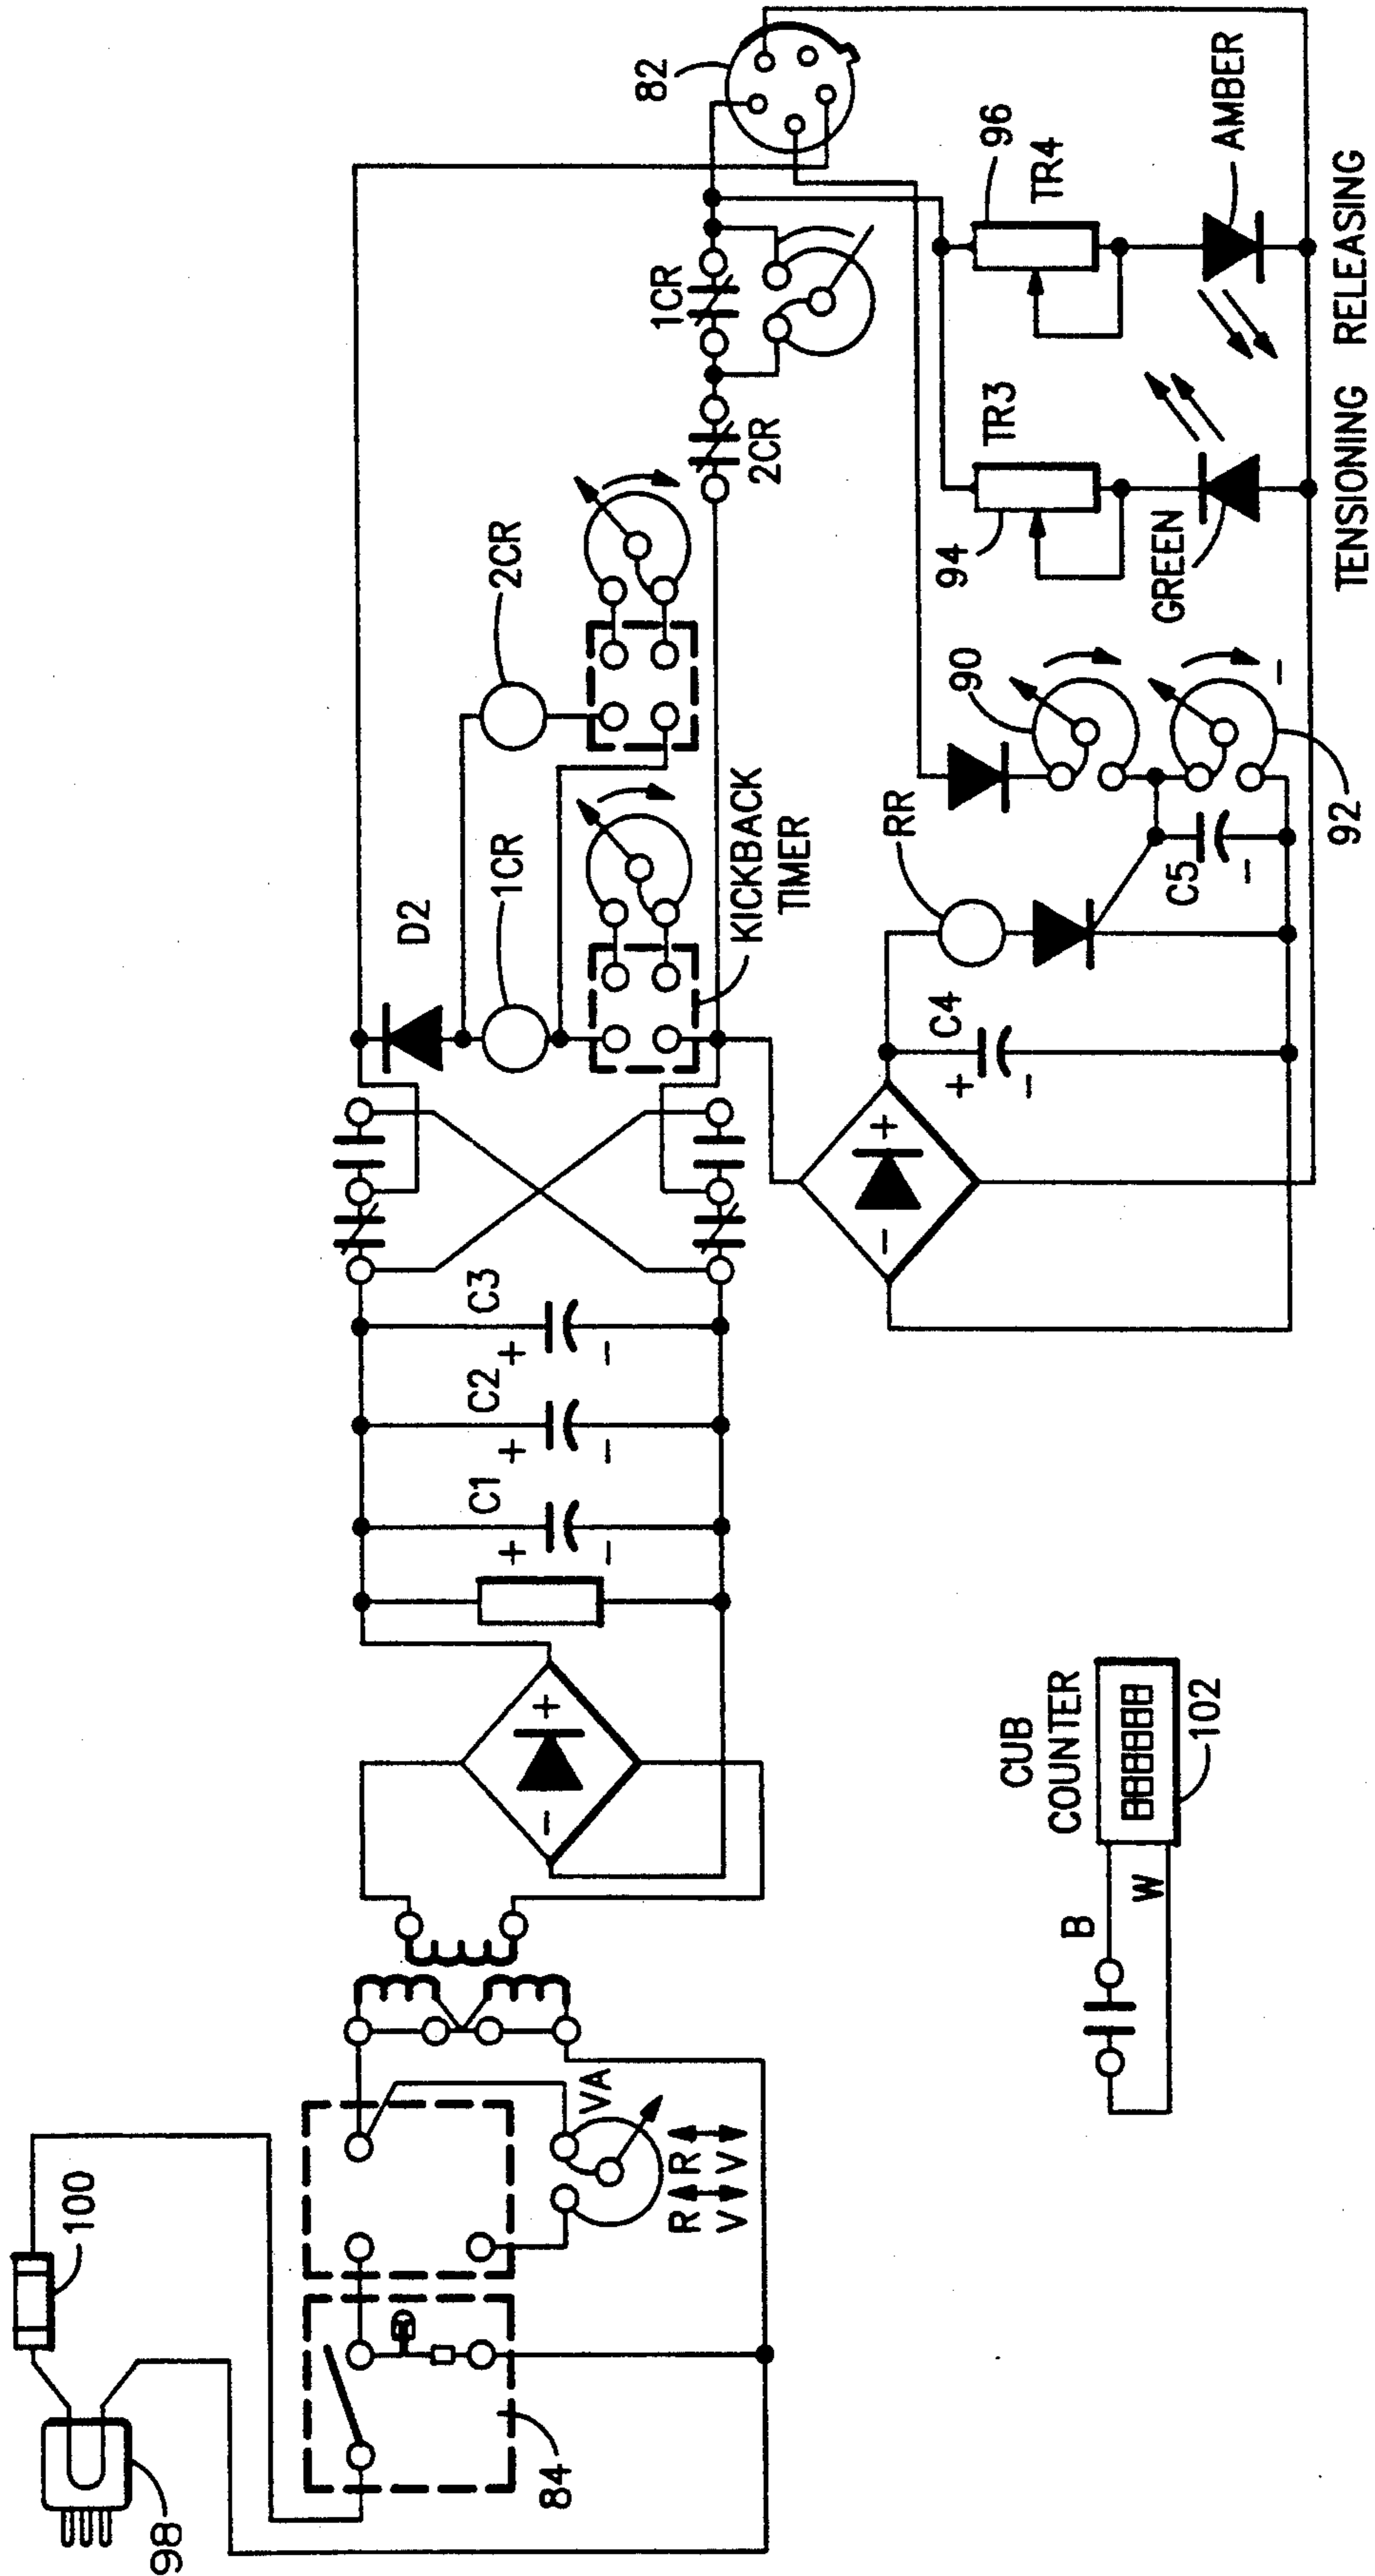 98
100
84
VA
R R
V V
C1
+
-
C2
+
-
C3
+
-
- +
D2
1CR
2CR
KICKBACK
TIMER
2CR
1CR
82
- +
C4
+
-
RR
C5
-
90
92
-
94
TR3
GREEN
96
TR4
AMBER
TENSIONING RELEASING
B
W
CUB
COUNTER
102